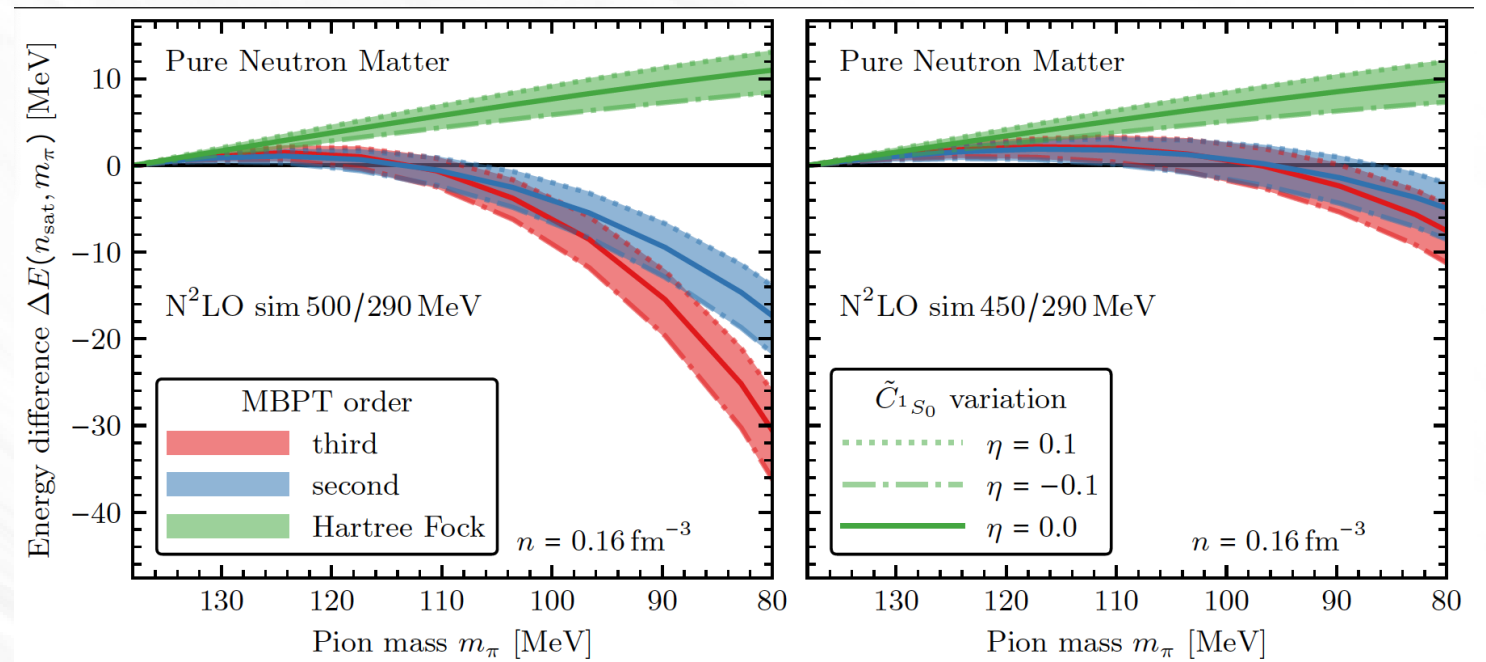 Energy difference ΔE(n_sat, m_π) [MeV]
10
0
−10
−20
−30
−40
Pure Neutron Matter
N²LO sim 500/290 MeV
MBPT order
third
second
Hartree Fock
n = 0.16 fm⁻³
130 120 110 100 90 80
Pion mass m_π [MeV]
Pure Neutron Matter
N²LO sim 450/290 MeV
C̃_¹S₀ variation
η = 0.1
η = −0.1
η = 0.0
n = 0.16 fm⁻³
130 120 110 100 90 80
Pion mass m_π [MeV]